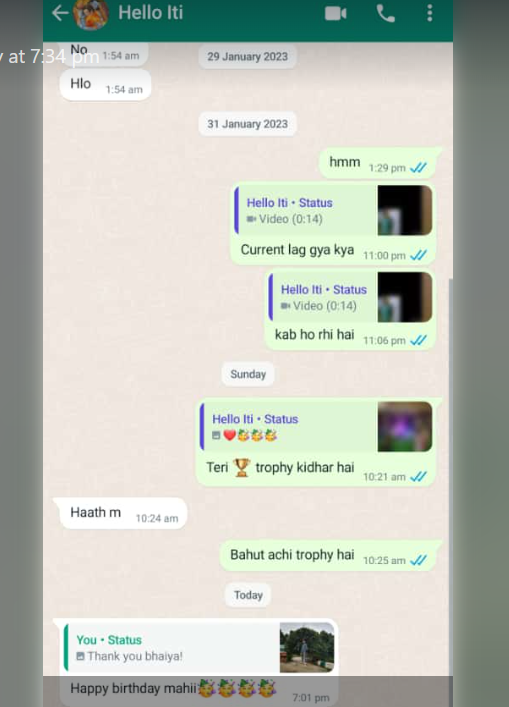 Hello Iti
y at 7:34 pm
No 1:54 am
29 January 2023
Hlo 1:54 am
31 January 2023
hmm 1:29 pm
Hello Iti • Status
Video (0:14)
Current lag gya kya 11:00 pm
Hello Iti • Status
Video (0:14)
kab ho rhi hai 11:06 pm
Sunday
Hello Iti • Status
❤️🥳🥳🥳
Teri 🏆 trophy kidhar hai 10:21 am
Haath m 10:24 am
Bahut achi trophy hai 10:25 am
Today
You • Status
Thank you bhaiya!
Happy birthday mahii🥳🥳🥳🥳 7:01 pm